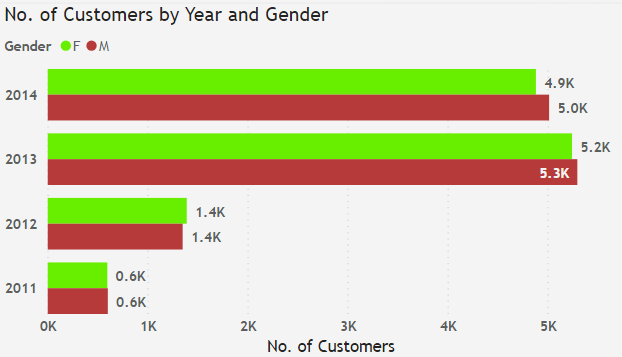 No. of Customers by Year and Gender
Gender F M
2014 4.9K
5.0K
2013 5.2K
5.3K
2012 1.4K
1.4K
2011 0.6K
0.6K
0K 1K 2K 3K 4K 5K
No. of Customers